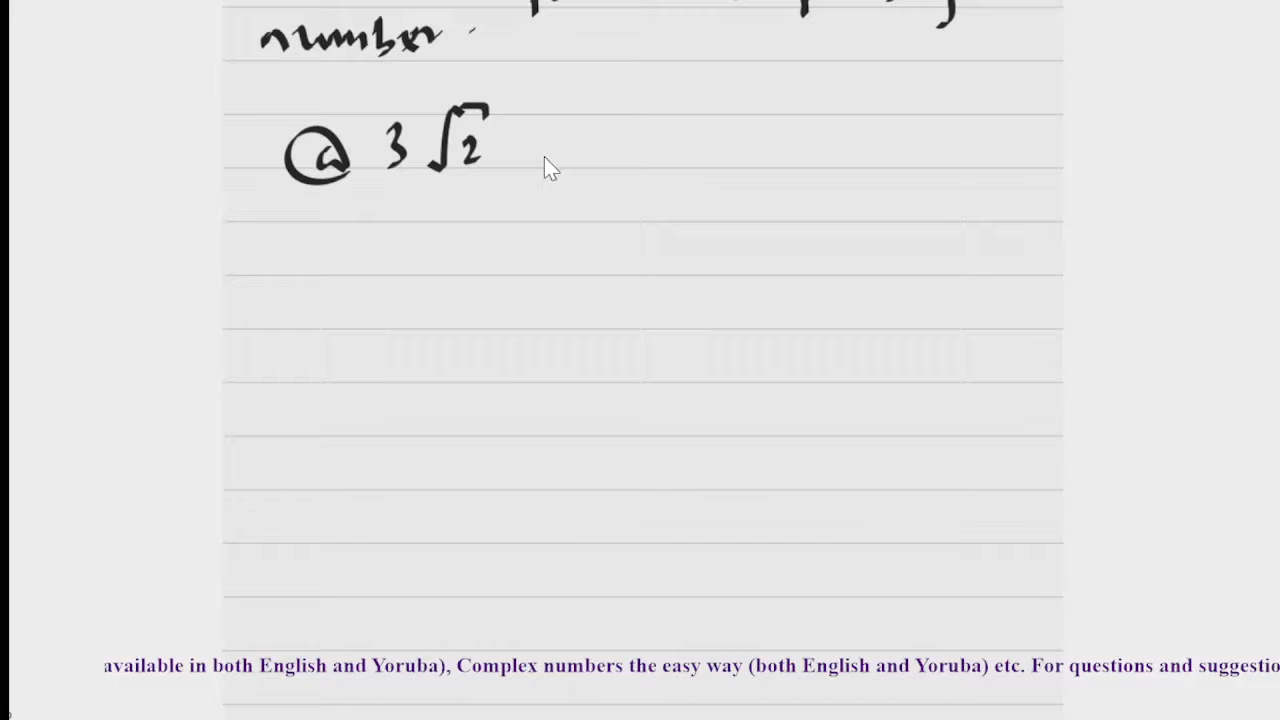 number.
ⓐ 3 √2
available in both English and Yoruba), Complex numbers the easy way (both English and Yoruba) etc. For questions and suggestio